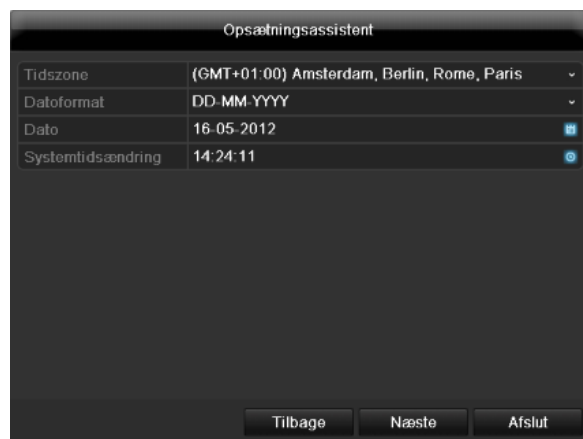 Opsætningsassistent
Tidszone (GMT+01:00) Amsterdam, Berlin, Rome, Paris
Datoformat DD-MM-YYYY
Dato 16-05-2012
Systemtidsændring 14:24:11
Tilbage Næste Afslut